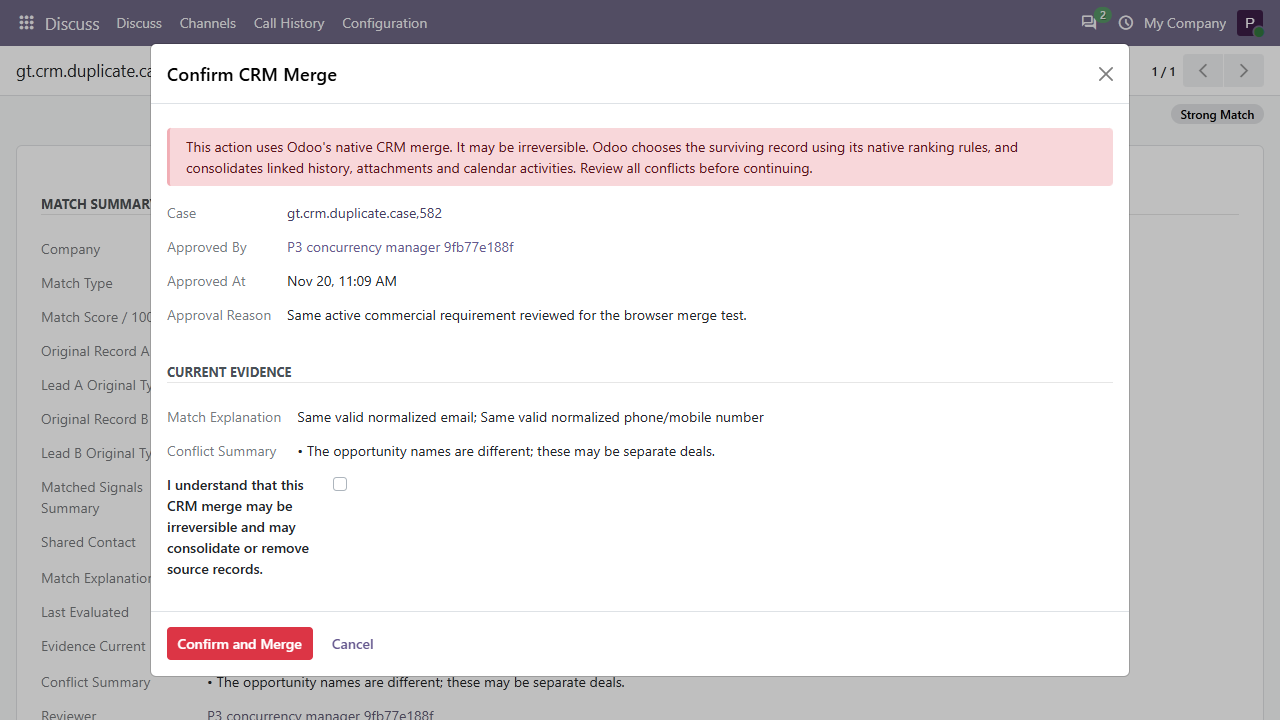 Discuss Discuss Channels Call History Configuration 2 My Company P
gt.crm.duplicate.ca 1 / 1
Strong Match
Confirm CRM Merge
This action uses Odoo's native CRM merge. It may be irreversible. Odoo chooses the surviving record using its native ranking rules, and
consolidates linked history, attachments and calendar activities. Review all conflicts before continuing.
Case gt.crm.duplicate.case,582
Approved By P3 concurrency manager 9fb77e188f
Approved At Nov 20, 11:09 AM
Approval Reason Same active commercial requirement reviewed for the browser merge test.
CURRENT EVIDENCE
Match Explanation Same valid normalized email; Same valid normalized phone/mobile number
Conflict Summary • The opportunity names are different; these may be separate deals.
I understand that this
CRM merge may be
irreversible and may
consolidate or remove
source records.
Confirm and Merge Cancel
MATCH SUMMARY
Company
Match Type
Match Score / 100
Original Record A
Lead A Original Ty
Original Record B
Lead B Original Ty
Matched Signals
Summary
Shared Contact
Match Explanation
Last Evaluated
Evidence Current
Conflict Summary • The opportunity names are different; these may be separate deals.
Reviewer P3 concurrency manager 9fb77e188f